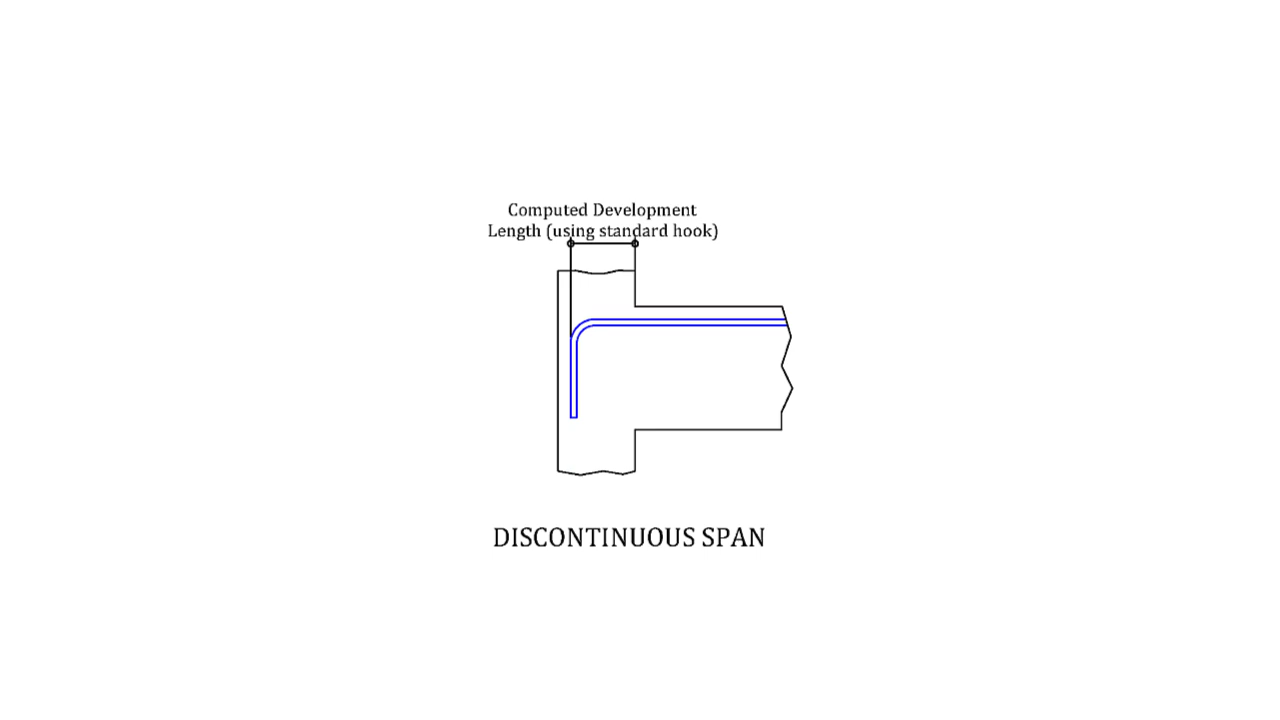 Computed Development
Length (using standard hook)
DISCONTINUOUS SPAN